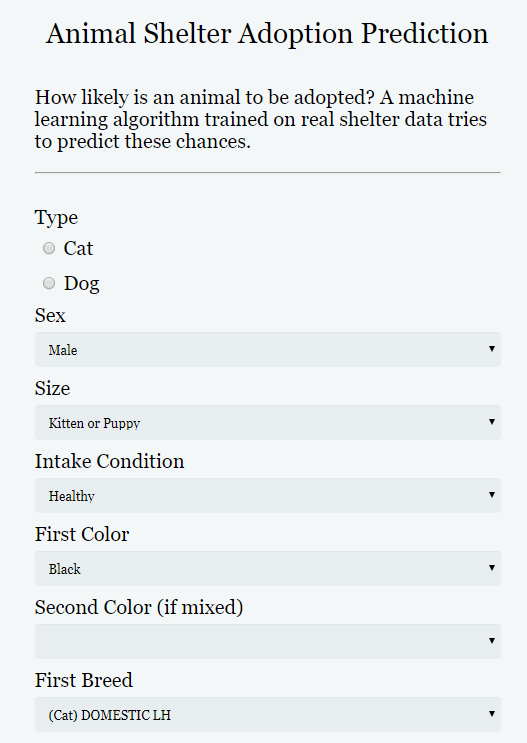 Animal Shelter Adoption Prediction
How likely is an animal to be adopted? A machine
learning algorithm trained on real shelter data tries
to predict these chances.
Type
Cat
Dog
Sex
Male
Size
Kitten or Puppy
Intake Condition
Healthy
First Color
Black
Second Color (if mixed)
First Breed
(Cat) DOMESTIC LH